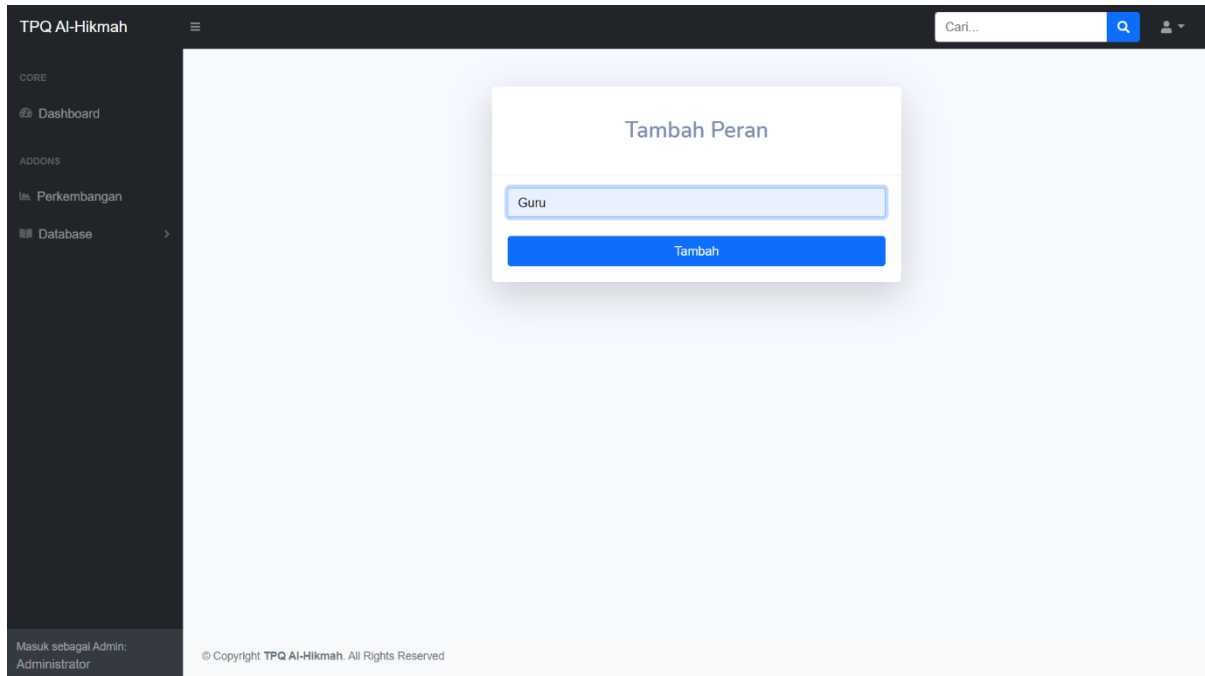 TPQ Al-Hikmah
Cari...
CORE
Dashboard
ADDONS
Perkembangan
Database
Tambah Peran
Guru
Tambah
Masuk sebagai Admin:
Administrator
© Copyright TPQ Al-Hikmah. All Rights Reserved